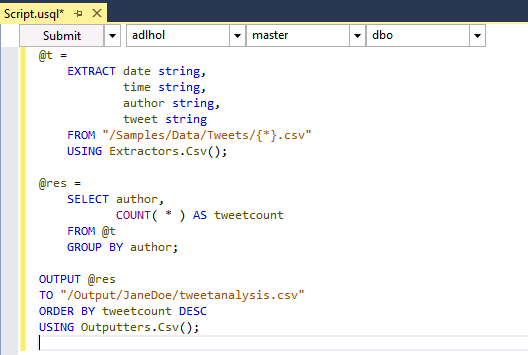 Script.usql*
Submit adlhol master dbo
@t =
    EXTRACT date string,
            time string,
            author string,
            tweet string
    FROM "/Samples/Data/Tweets/{*}.csv"
    USING Extractors.Csv();
@res =
    SELECT author,
           COUNT( * ) AS tweetcount
    FROM @t
    GROUP BY author;
OUTPUT @res
TO "/Output/JaneDoe/tweetanalysis.csv"
ORDER BY tweetcount DESC
USING Outputters.Csv();